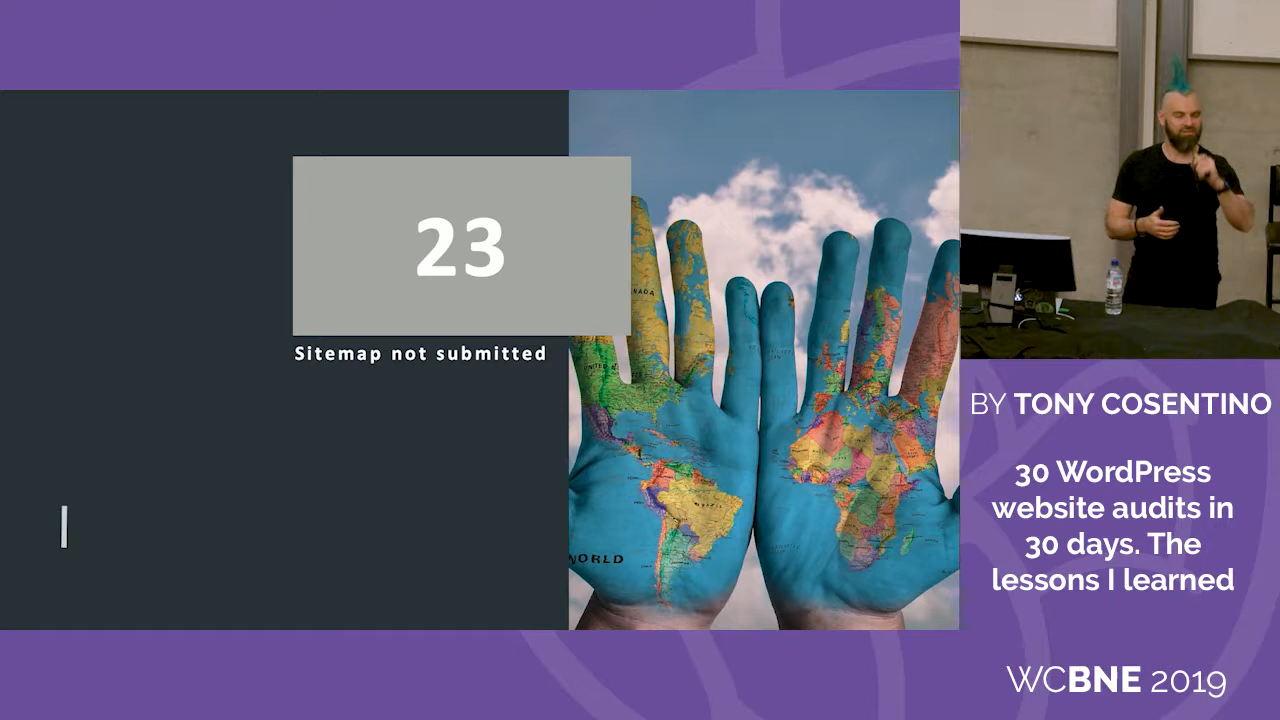 23
Sitemap not submitted
WORLD
BY TONY COSENTINO
30 WordPress
website audits in
30 days. The
lessons I learned
WCBNE 2019